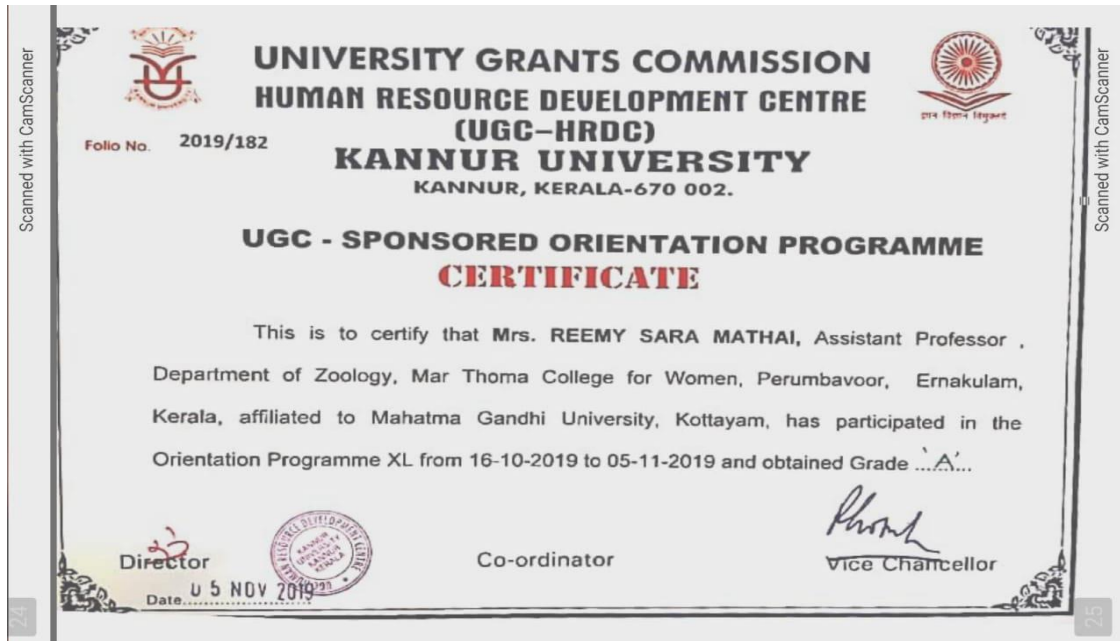 Scanned with CamScanner
UNIVERSITY GRANTS COMMISSION
HUMAN RESOURCE DEVELOPMENT CENTRE
(UGC-HRDC)
Folio No. 2019/182
KANNUR UNIVERSITY
KANNUR, KERALA-670 002.
UGC - SPONSORED ORIENTATION PROGRAMME
CERTIFICATE
This is to certify that Mrs. REEMY SARA MATHAI, Assistant Professor ,
Department of Zoology, Mar Thoma College for Women, Perumbavoor, Ernakulam,
Kerala, affiliated to Mahatma Gandhi University, Kottayam, has participated in the
Orientation Programme XL from 16-10-2019 to 05-11-2019 and obtained Grade ...'A'...
Director
Co-ordinator
Vice Chancellor
Date 05 NOV 2019
KANNUR
UNIVERSITY
KANNUR
KERALA
24
25
Scanned with CamScanner